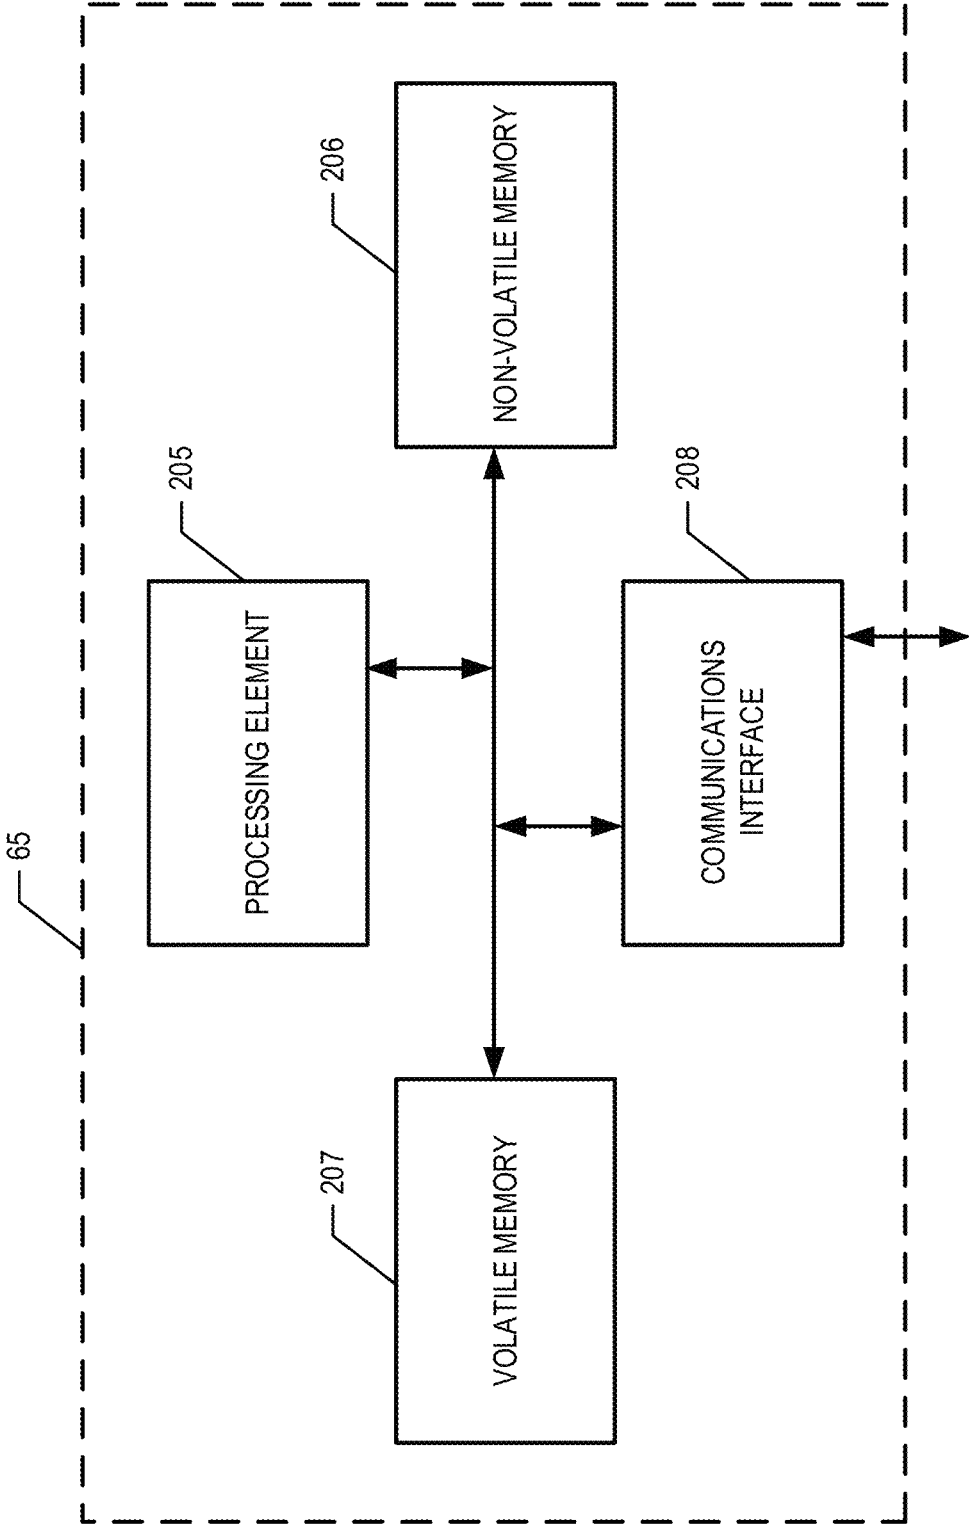 65
205
PROCESSING ELEMENT
207
206
VOLATILE MEMORY
NON-VOLATILE MEMORY
208
COMMUNICATIONS
INTERFACE